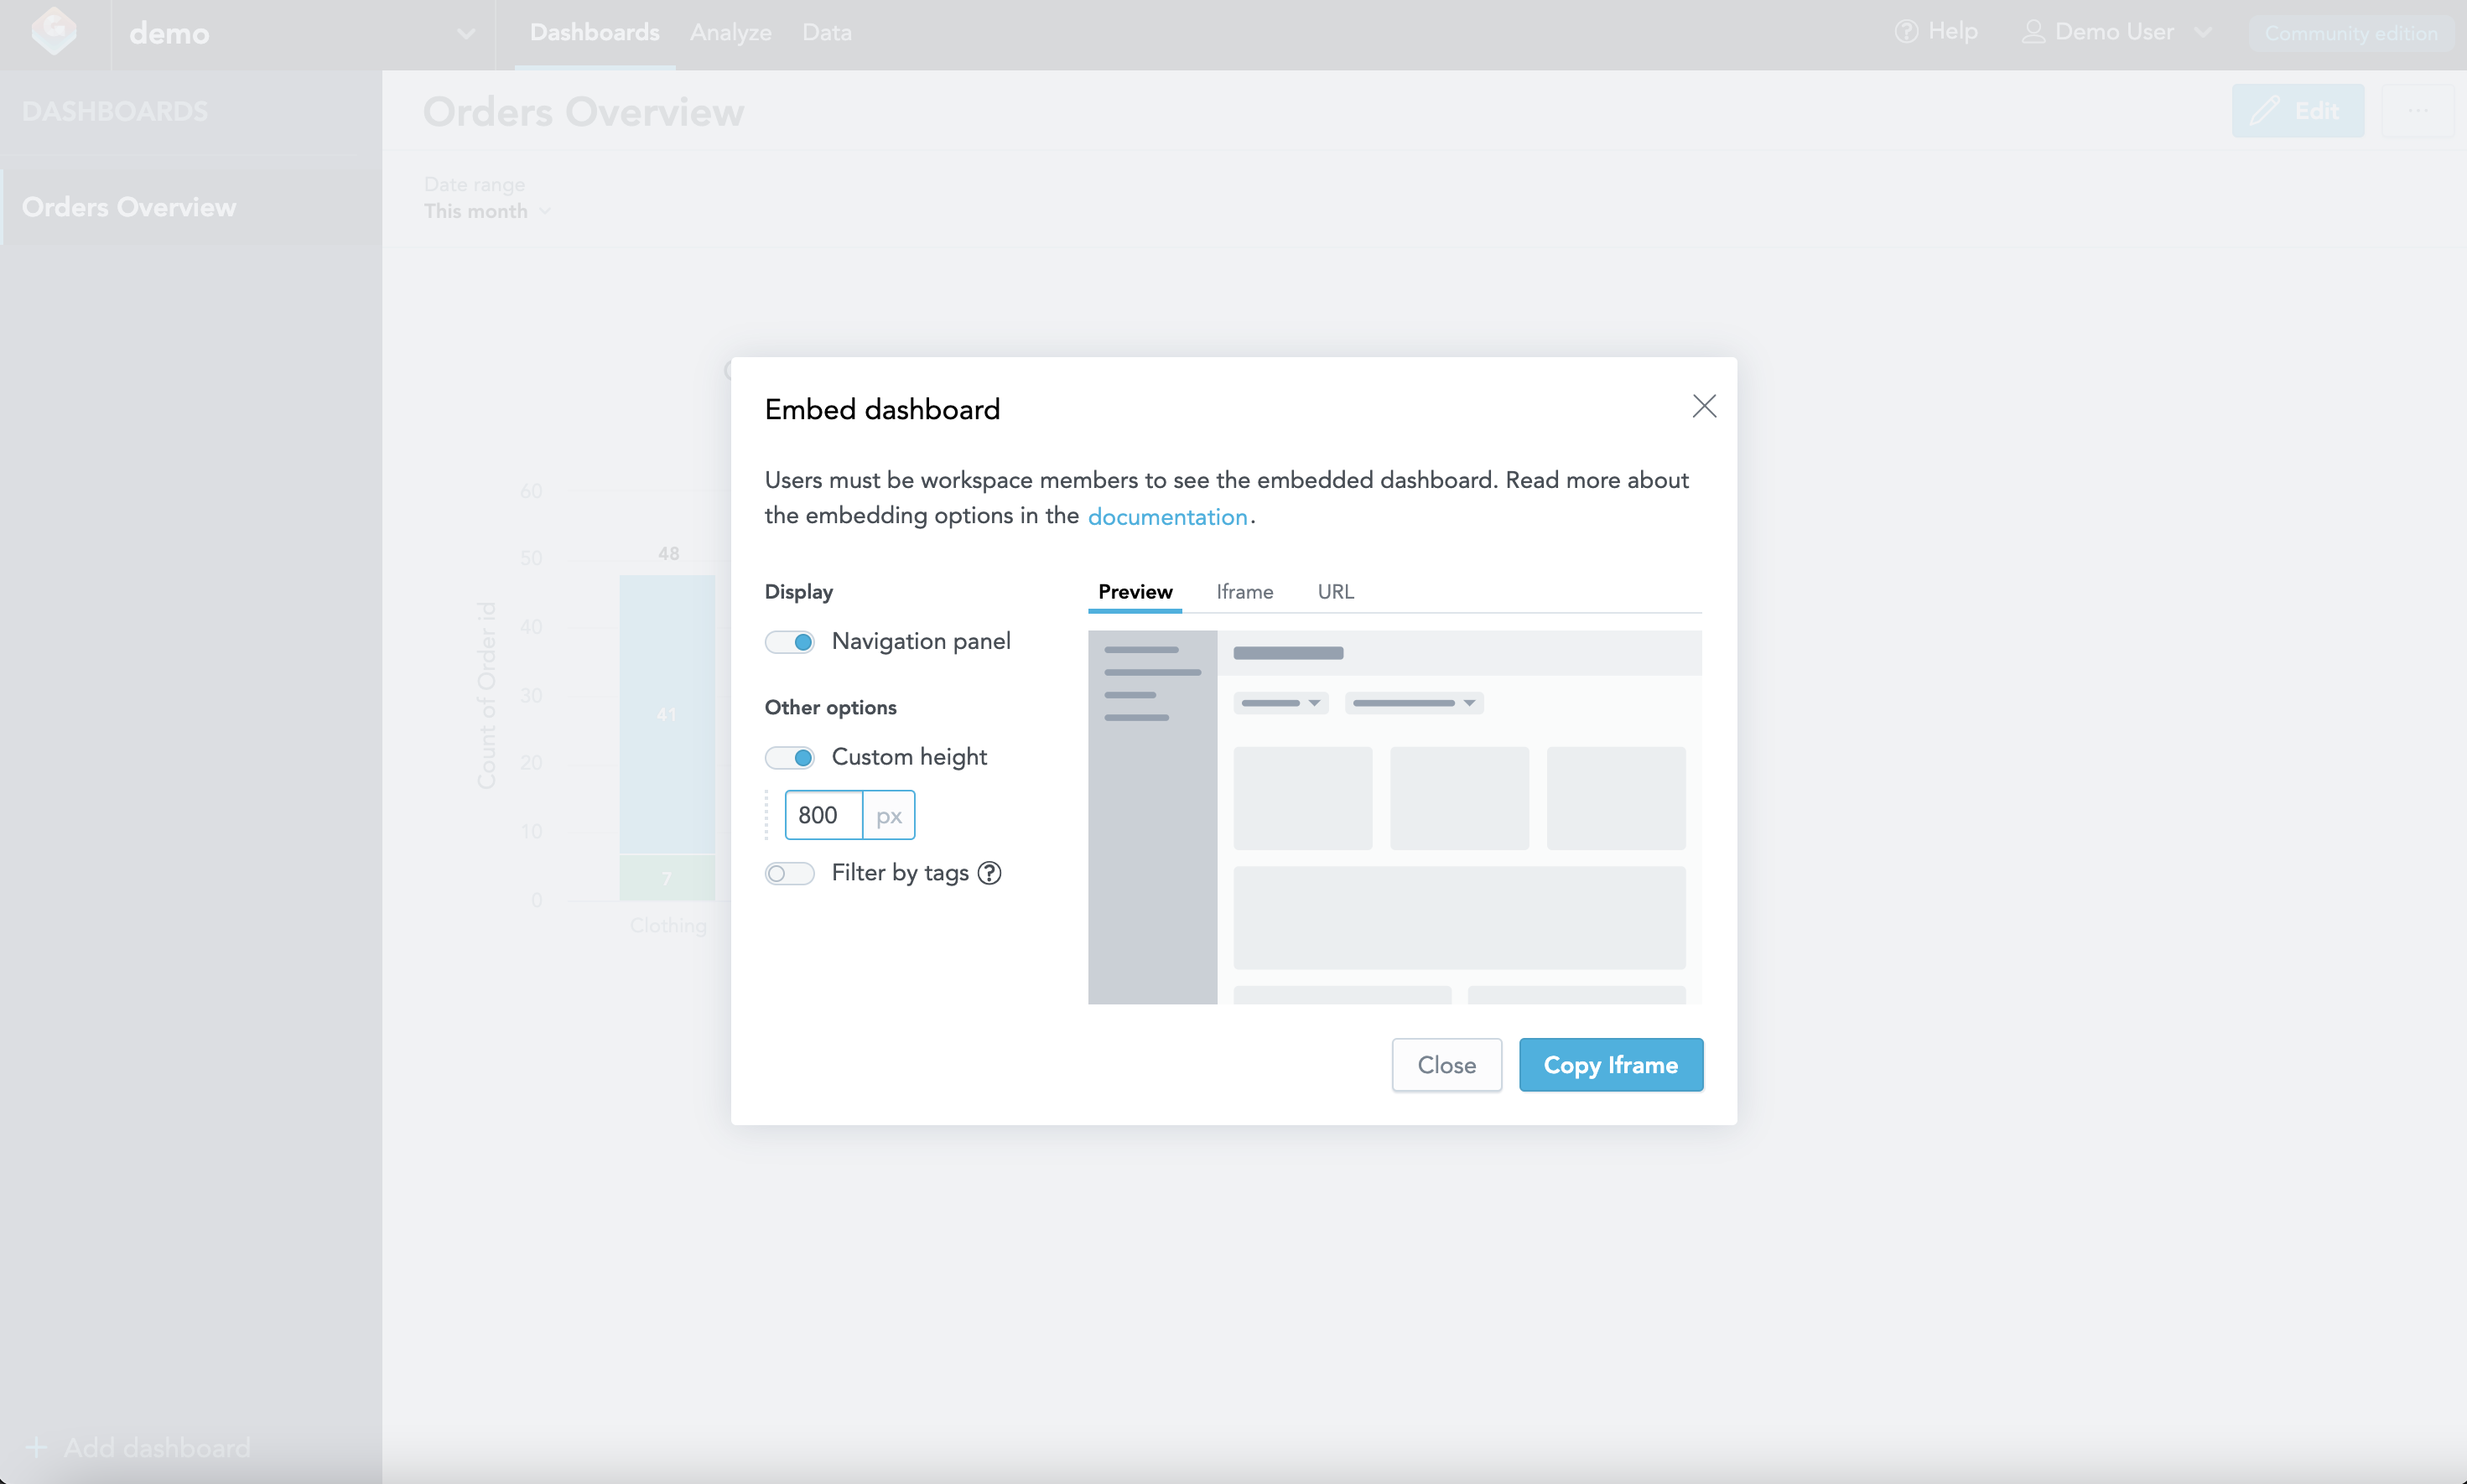 demo
Dashboards
Analyze
Data
Help
Demo User
Community edition
DASHBOARDS
Orders Overview
Orders Overview
Edit
Date range
This month
Embed dashboard
Users must be workspace members to see the embedded dashboard. Read more about
the embedding options in the documentation.
Display
Navigation panel
Other options
Custom height
800 px
Filter by tags
Preview
Iframe
URL
Close
Copy Iframe
60
50
40
30
20
10
0
Count of Order id
48
41
7
Clothing
+ Add dashboard